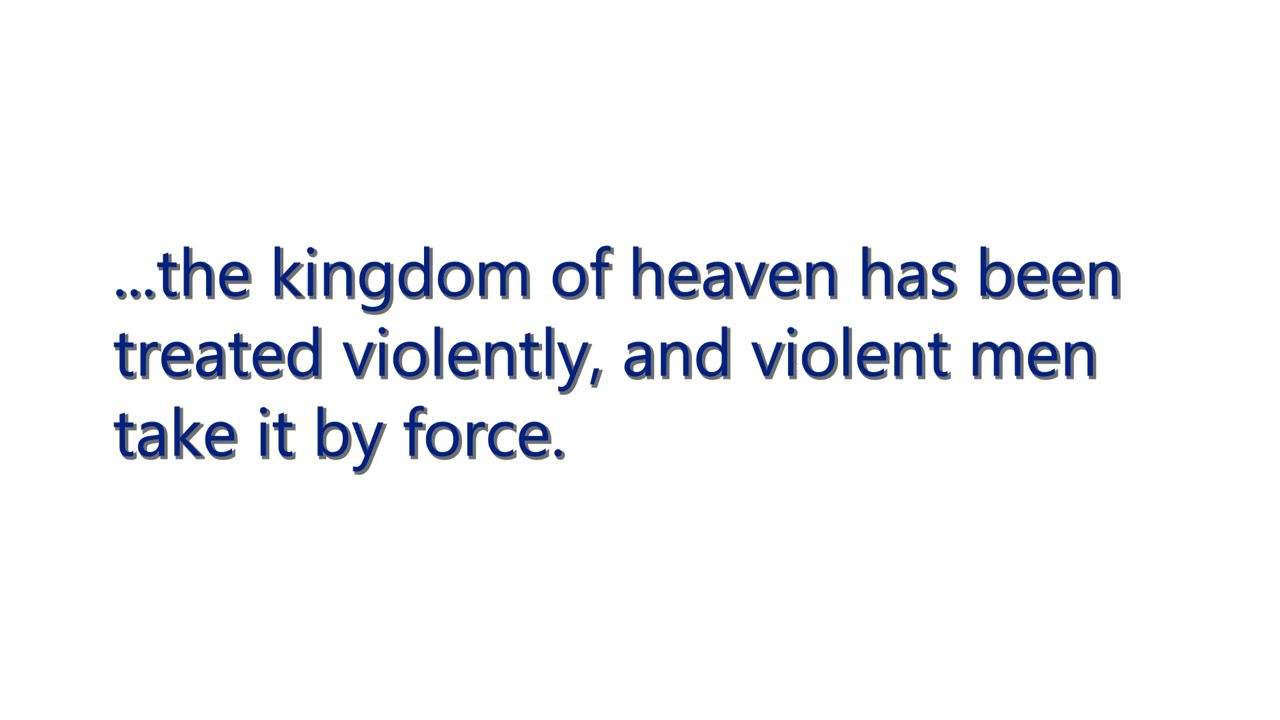 ...the kingdom of heaven has been
treated violently, and violent men
take it by force.